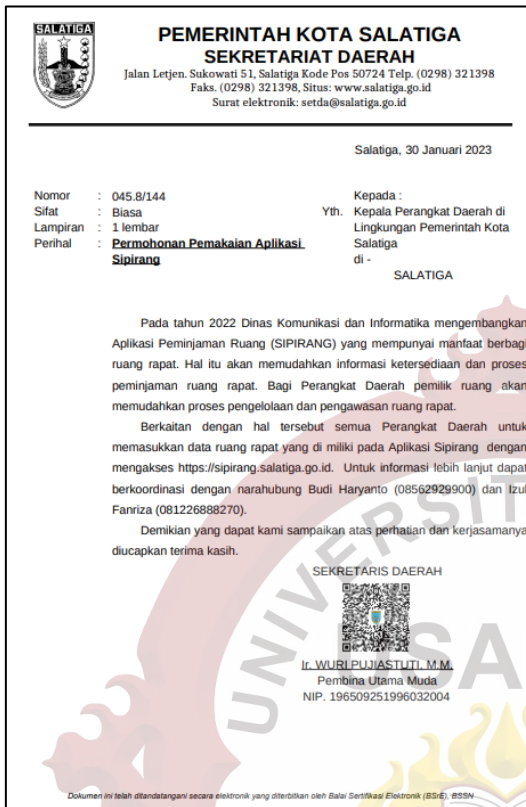 SALATIGA
PEMERINTAH KOTA SALATIGA
SEKRETARIAT DAERAH
Jalan Letjen. Sukowati 51, Salatiga Kode Pos 50724 Telp. (0298) 321398
Faks. (0298) 321398, Situs: www.salatiga.go.id
Surat elektronik: setda@salatiga.go.id
Salatiga, 30 Januari 2023
Nomor : 045.8/144
Sifat : Biasa
Lampiran : 1 lembar
Perihal : Permohonan Pemakaian Aplikasi
Sipirang
Kepada :
Yth. Kepala Perangkat Daerah di
Lingkungan Pemerintah Kota
Salatiga
di -
SALATIGA
Pada tahun 2022 Dinas Komunikasi dan Informatika mengembangkan
Aplikasi Peminjaman Ruang (SIPIRANG) yang mempunyai manfaat berbagi
ruang rapat. Hal itu akan memudahkan informasi ketersediaan dan proses
peminjaman ruang rapat. Bagi Perangkat Daerah pemilik ruang akan
memudahkan proses pengelolaan dan pengawasan ruang rapat.
Berkaitan dengan hal tersebut semua Perangkat Daerah untuk
memasukkan data ruang rapat yang di miliki pada Aplikasi Sipirang dengan
mengakses https://sipirang.salatiga.go.id. Untuk informasi lebih lanjut dapat
berkoordinasi dengan narahubung Budi Haryanto (08562929900) dan Izul
Fanriza (081226888270).
Demikian yang dapat kami sampaikan atas perhatian dan kerjasamanya
diucapkan terima kasih.
SEKRETARIS DAERAH
Ir. WURI PUJIASTUTI, M.M.
Pembina Utama Muda
NIP. 196509251996032004
Dokumen ini telah ditandatangani secara elektronik yang diterbitkan oleh Balai Sertifikasi Elektronik (BSrE), BSSN
UNIVERSIT
USA